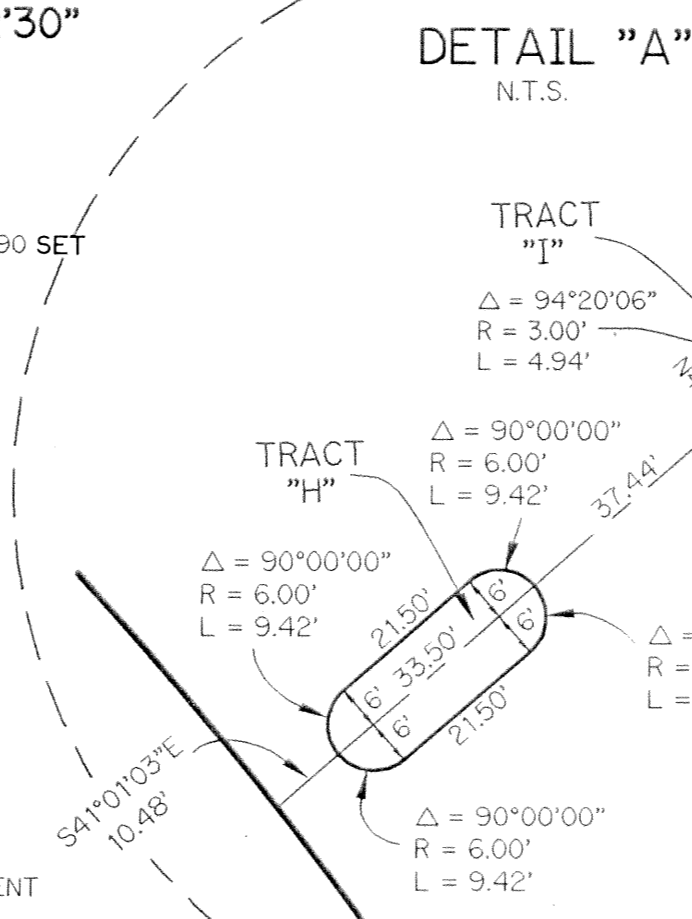 '30”
DETAIL ”A”
N.T.S.
90 SET
TRACT
”I”
△ = 94°20'06”
R = 3.00'
L = 4.94'
△ = 90°00'00”
R = 6.00'
L = 9.42'
37.44'
TRACT
”H”
△ = 90°00'00”
R = 6.00'
L = 9.42'
21.50'
6'
6'
33.50'
△ =
R =
L =
6'
6'
21.50'
S41°01'03”E
10.48'
△ = 90°00'00”
R = 6.00'
L = 9.42'
ENT